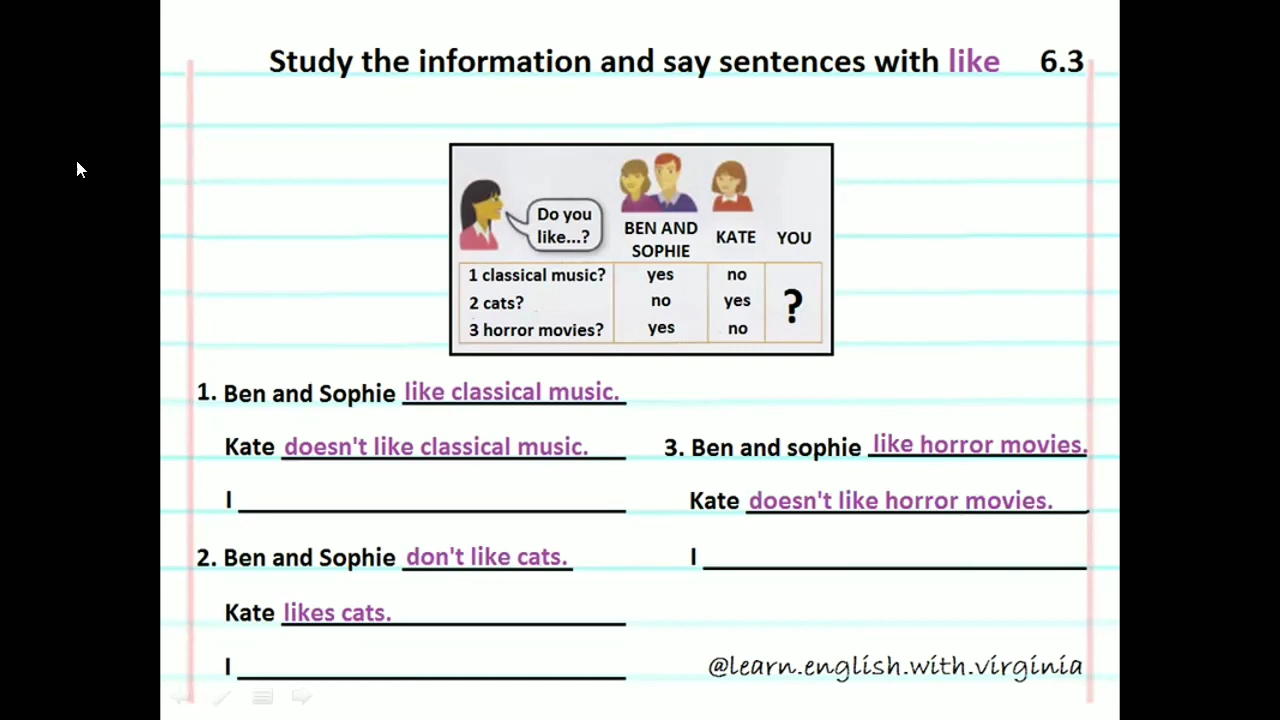 Study the information and say sentences with like 6.3
Do you
like...?
BEN AND
SOPHIE
KATE
YOU
1 classical music? yes no
2 cats? no yes
3 horror movies? yes no
?
1. Ben and Sophie like classical music.
Kate doesn't like classical music.
I
2. Ben and Sophie don't like cats.
Kate likes cats.
I
3. Ben and sophie like horror movies.
Kate doesn't like horror movies.
I
@learn.english.with.virginia